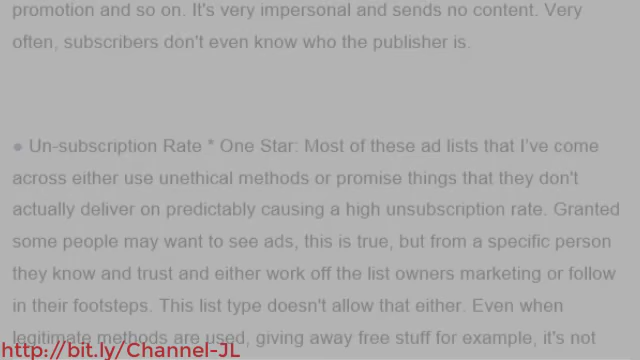 promotion and so on. It's very impersonal and sends no content. Very
often, subscribers don't even know who the publisher is.
● Un-subscription Rate * One Star: Most of these ad lists that I've come
across either use unethical methods or promise things that they don't
actually deliver on predictably causing a high unsubscription rate. Granted
some people may want to see ads, this is true, but from a specific person
they know and trust and either work off the list owners marketing or follow
in their footsteps. This list type doesn't allow that either. Even when
legitimate methods are used, giving away free stuff for example, it's not
http://bit.ly/Channel-JL